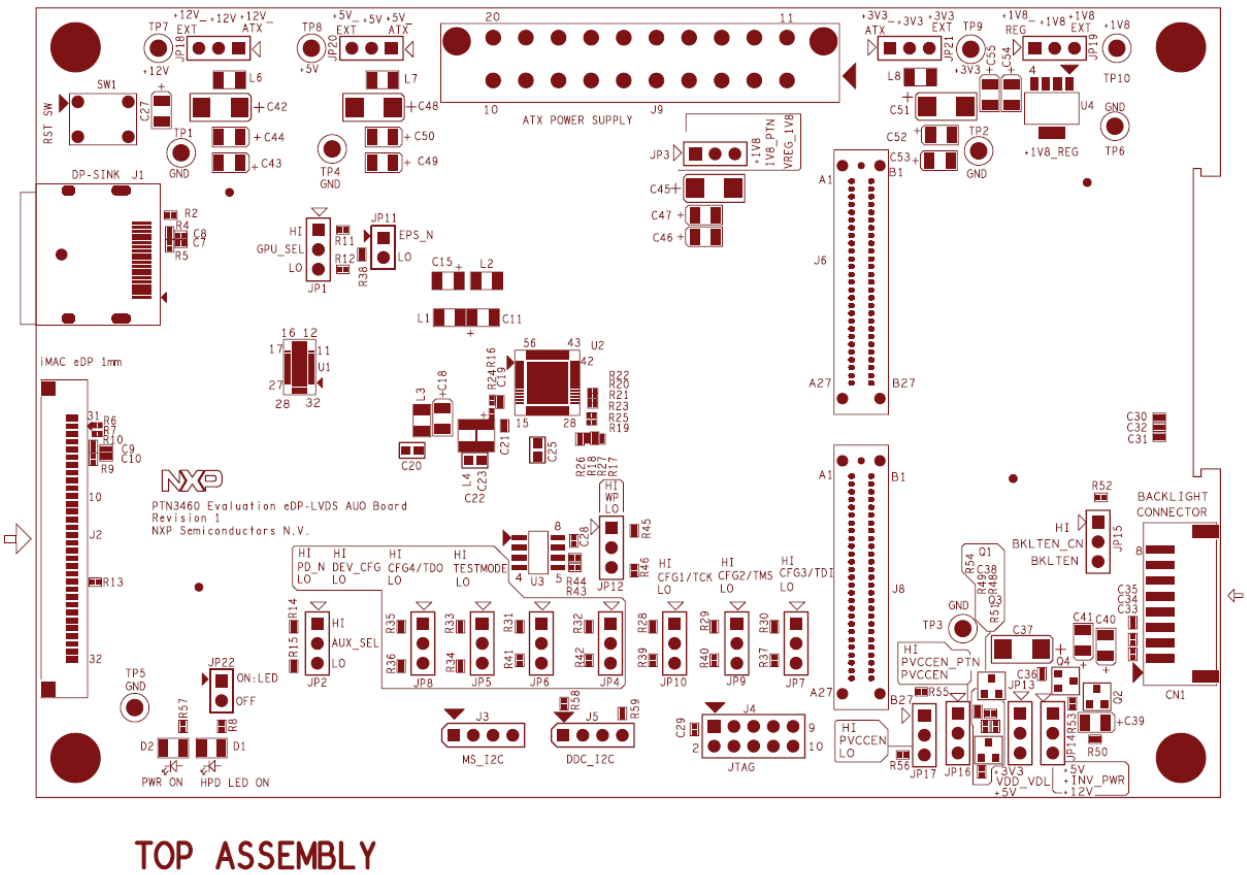 TP7
+12V_ +12V +12V_
EXT ATX
JP18
+12V
L6
TP8
+5V_ +5V +5V_
EXT ATX
JP20
+5V
L7
20 11
10 J9
ATX POWER SUPPLY
+3V3_ +3V3 +3V3
ATX EXT
JP21
TP9
+3V3
L8
C55
C54
+1V8_ +1V8 +1V8
REG EXT
JP19
+1V8
TP10
4
U4
+1V8_REG
GND
TP6
RST SW
SW1
C27
+
TP1
GND
+ C42
+ C44
+ C43
TP4
GND
+ C48
+ C50
+ C49
JP3
+1V8
1V8_PTN
VREG_1V8
C45 +
C47 +
C46 +
C51 +
C52 +
C53 +
TP2
GND
DP-SINK J1
R2
R4
C8
C7
R5
HI
GPU_SEL
LO
JP1
R11
R12
R38
JP11
EPS_N
LO
C15 + L2
L1 + C11
A1 B1
J6
A27 B27
16 12
17 11
U1
27
28 32
iMAC eDP 1mm
31
R6
R7
R10
C9
C10
R9
10
J2
R13
32
L3
+ C18
R24
R16
C19
56 43 U2
42
15 28
R22
R20
R21
R23
R25
R19
C20
L4
C22
C23
C21
C25
R26
R18
R27
R17
C30
C32
C31
NXP
PTN3460 Evaluation eDP-LVDS AUO Board
Revision 1
NXP Semiconductors N.V.
HI
WP
LO
JP12
R45
R46
8
C28
4 U3 5
R44
R43
HI HI HI HI
PD_N DEV_CFG CFG4/TDO TESTMODE
LO LO LO LO
HI HI HI
CFG1/TCK CFG2/TMS CFG3/TDI
LO LO LO
A1 B1
J8
A27 B27
R52
HI
BKLTEN_CN
BKLTEN
JP15
BACKLIGHT
CONNECTOR
8
CN1
Q1
R54
R49
C38
R48
Q3
R51
GND
TP3
C35
C34
C33
C41
C40
C37
+
C36
Q4
Q2
+ C39
R53
R50
R14
R15
HI
AUX_SEL
LO
JP2
R35
R36
JP8
R33
R34
JP5
R31
R41
JP6
R32
R42
JP4
R28
R39
JP10
R29
R40
JP9
R30
R37
JP7
HI
PVCCEN_PTN
PVCCEN
R55
JP13
TP5
GND
JP22
ON:LED
OFF
R57
R8
D2
D1
PWR ON HPD LED ON
J3
MS_I2C
R58
J5
R59
DDC_I2C
C29
J4
9
2 10
JTAG
HI
PVCCEN
LO
R56
JP17
JP16
JP14
+3V3
VDD_VDL
+5V
+5V
+INV_PWR
+12V
TOP ASSEMBLY